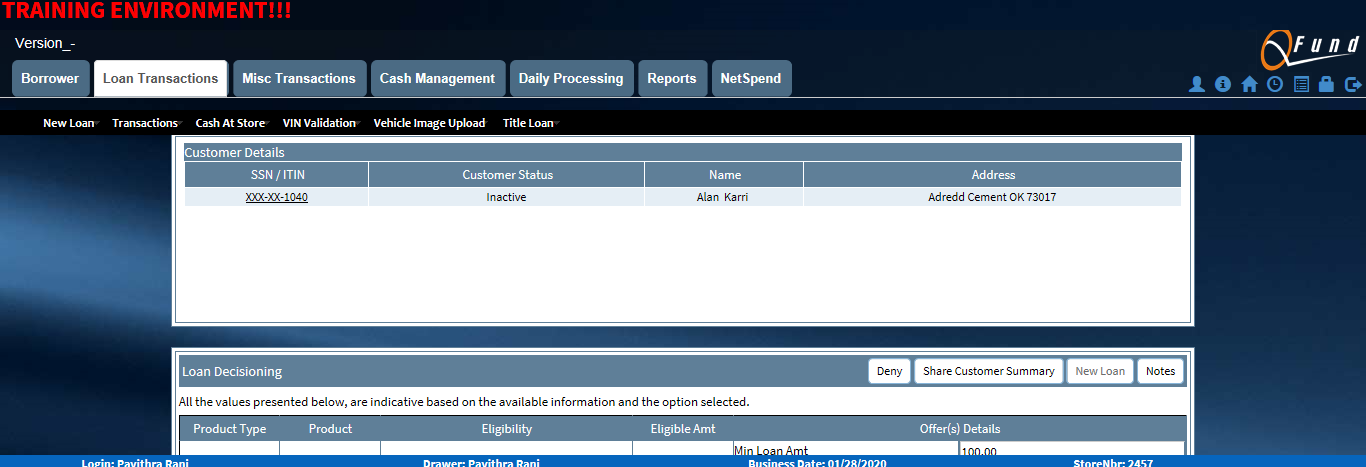 TRAINING ENVIRONMENT!!!
Version_-
QFund
Borrower Loan Transactions Misc Transactions Cash Management Daily Processing Reports NetSpend
New Loan Transactions Cash At Store VIN Validation Vehicle Image Upload Title Loan
Customer Details
SSN / ITIN Customer Status Name Address
XXX-XX-1040 Inactive Alan Karri Adredd Cement OK 73017
Loan Decisioning Deny Share Customer Summary New Loan Notes
All the values presented below, are indicative based on the available information and the option selected.
Product Type Product Eligibility Eligible Amt Offer(s) Details
Min Loan Amt 100.00
Login: Pavithra Rani Drawer: Pavithra Rani Business Date: 01/28/2020 StoreNbr: 2457